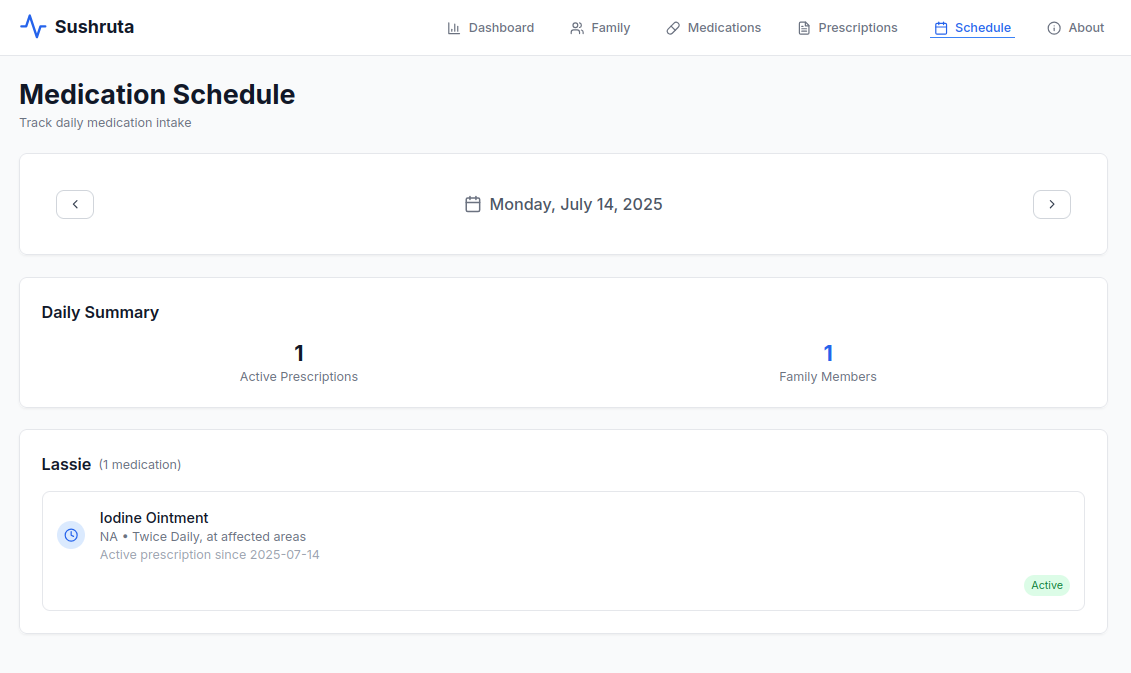 Sushruta
Dashboard
Family
Medications
Prescriptions
Schedule
About
Medication Schedule
Track daily medication intake
Monday, July 14, 2025
Daily Summary
1
Active Prescriptions
1
Family Members
Lassie (1 medication)
Iodine Ointment
NA • Twice Daily, at affected areas
Active prescription since 2025-07-14
Active